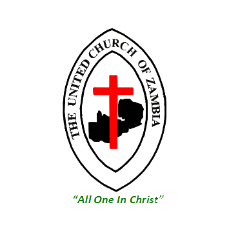 THE UNITED CHURCH OF ZAMBIA
"All One In Christ"